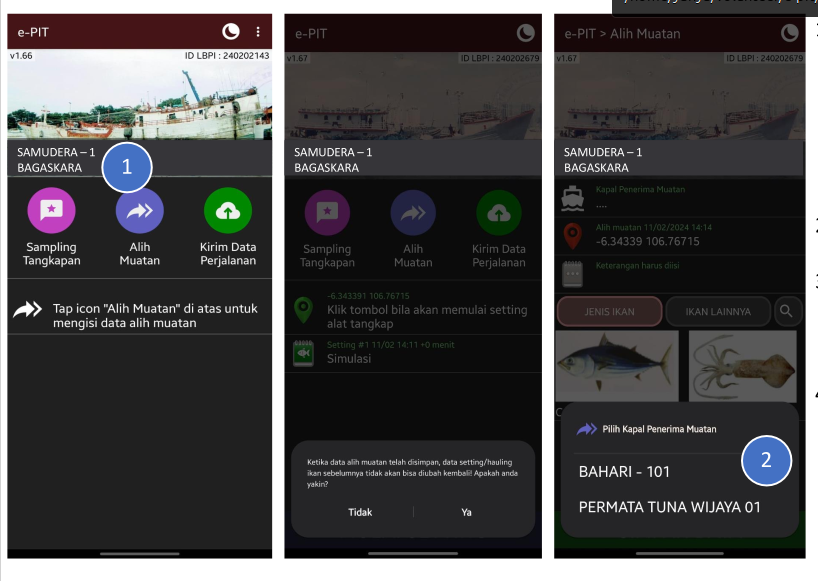 e-PIT
v1.66
ID LBPI : 240202143
SAMUDERA – 1
BAGASKARA
1
Sampling
Tangkapan
Alih
Muatan
Kirim Data
Perjalanan
Tap icon "Alih Muatan" di atas untuk
mengisi data alih muatan
e-PIT
v1.67
ID LBPI : 240202679
SAMUDERA – 1
BAGASKARA
Sampling
Tangkapan
Alih
Muatan
Kirim Data
Perjalanan
-6.343391 106.76715
Klik tombol bila akan memulai setting
alat tangkap
Setting #1 11/02 14:11 +0 menit
Simulasi
Ketika data alih muatan telah disimpan, data setting/hauling
ikan sebelumnya tidak akan bisa diubah kembali! Apakah anda
yakin?
Tidak
Ya
e-PIT > Alih Muatan
v1.67
ID LBPI : 240202679
SAMUDERA – 1
BAGASKARA
Kapal Penerima Muatan
....
Alih muatan 11/02/2024 14:14
-6.34339 106.76715
Keterangan harus diisi
JENIS IKAN
IKAN LAINNYA
Pilih Kapal Penerima Muatan
2
BAHARI - 101
PERMATA TUNA WIJAYA 01